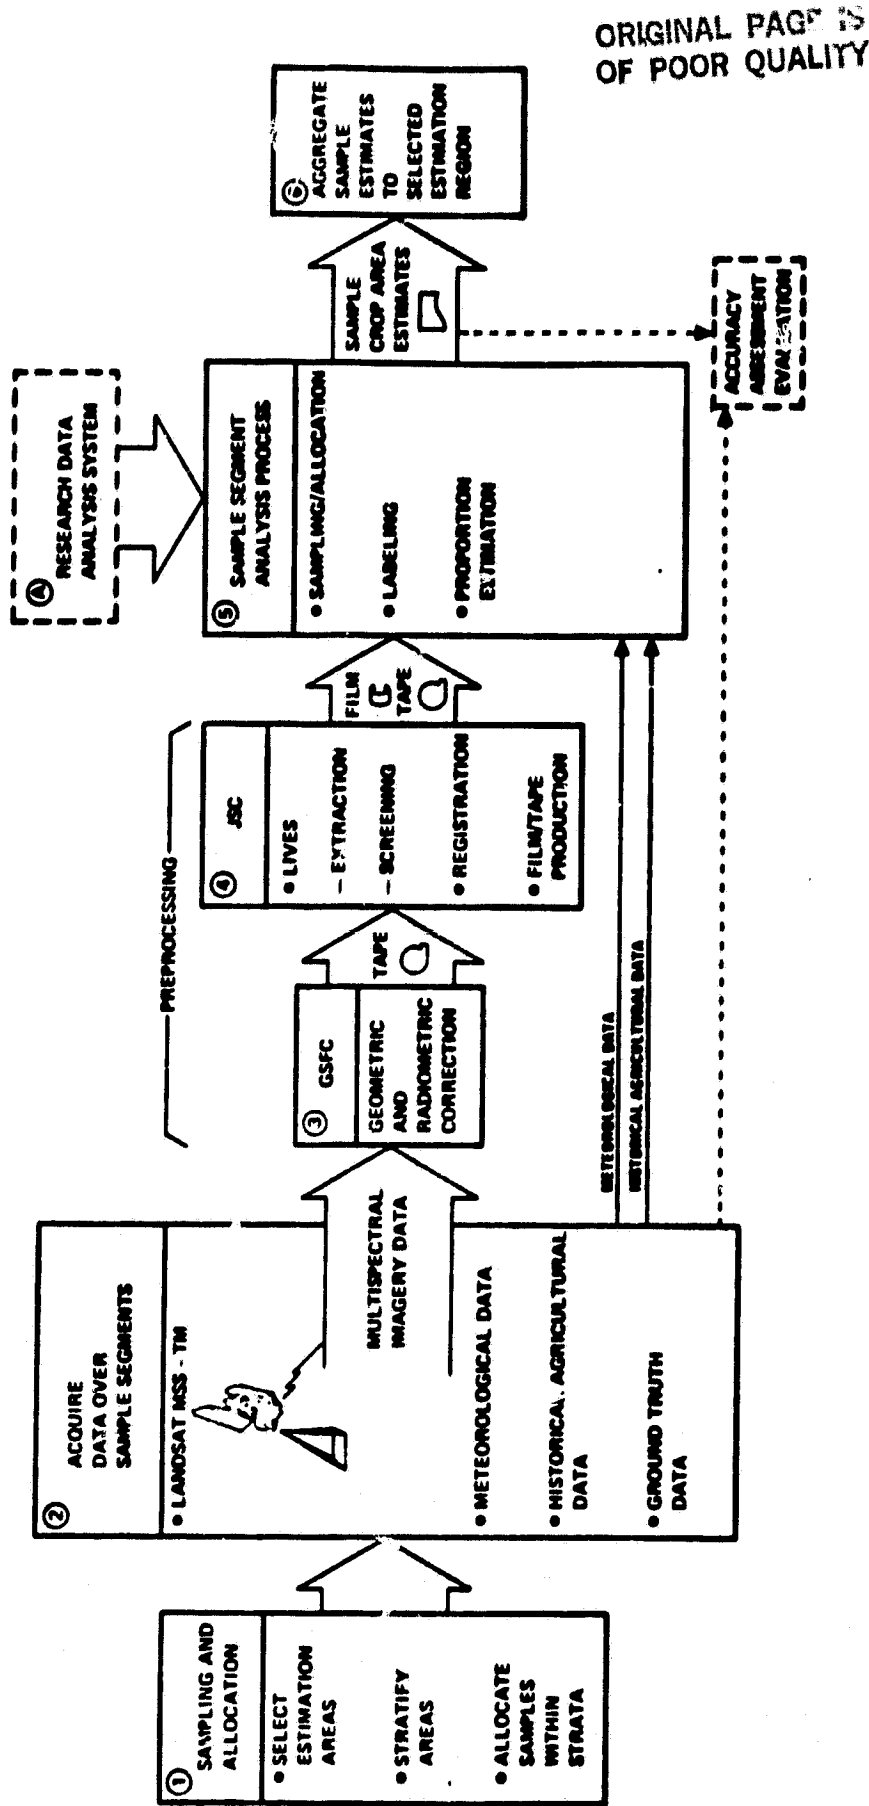 ORIGINAL PAGE IS
OF POOR QUALITY
① SAMPLING AND
ALLOCATION
• SELECT
ESTIMATION
AREAS
• STRATIFY
AREAS
• ALLOCATE
SAMPLES
WITHIN
STRATA
② ACQUIRE
DATA OVER
SAMPLE SEGMENTS
• LANDSAT MSS - TM
MULTISPECTRAL
IMAGERY DATA
• METEOROLOGICAL DATA
• HISTORICAL AGRICULTURAL
DATA
• GROUND TRUTH
DATA
PREPROCESSING
③ GSFC
GEOMETRIC
AND
RADIOMETRIC
CORRECTION
TAPE
④ JSC
• LIVES
– EXTRACTION
– SCREENING
• REGISTRATION
• FILM/TAPE
PRODUCTION
FILM
TAPE
METEOROLOGICAL DATA
HISTORICAL AGRICULTURAL DATA
Ⓐ RESEARCH DATA
ANALYSIS SYSTEM
⑤ SAMPLE SEGMENT
ANALYSIS PROCESS
• SAMPLING/ALLOCATION
• LABELING
• PROPORTION
ESTIMATION
SAMPLE
CROP AREA
ESTIMATES
⑥ AGGREGATE
SAMPLE
ESTIMATES
TO
SELECTED
ESTIMATION
REGION
ACCURACY
ASSESSMENT
EVALUATION